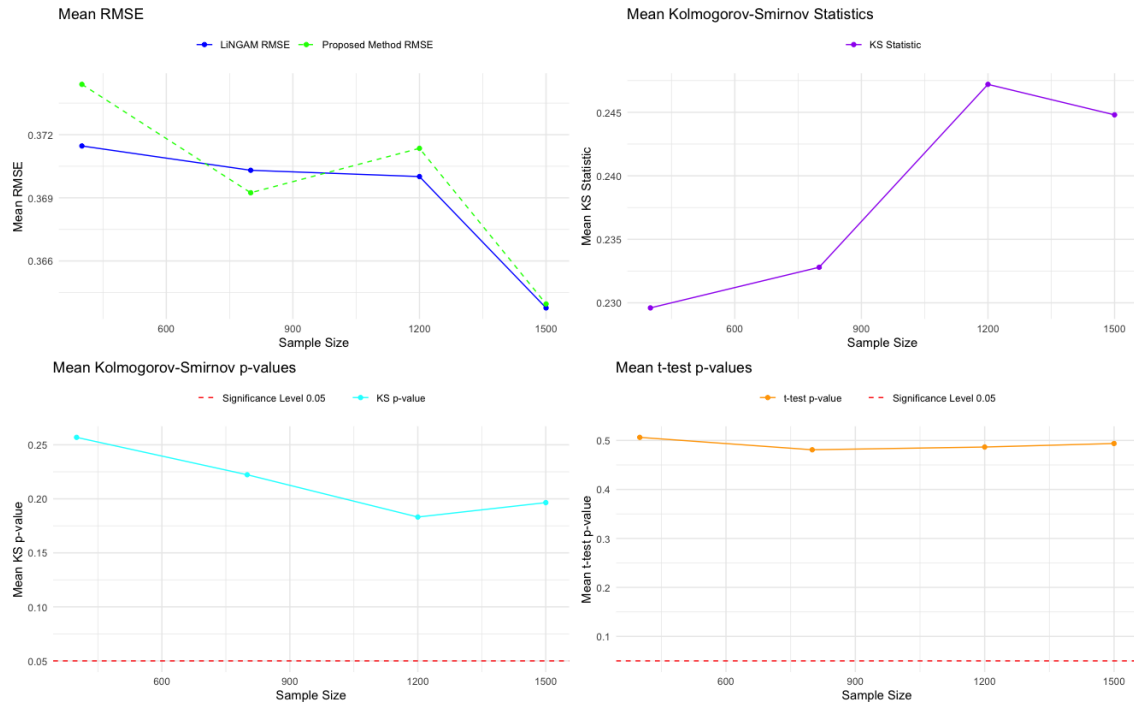 Mean RMSE
LiNGAM RMSE Proposed Method RMSE
Mean RMSE
0.372
0.369
0.366
600 900 1200 1500
Sample Size
Mean Kolmogorov-Smirnov Statistics
KS Statistic
Mean KS Statistic
0.245
0.240
0.235
0.230
600 900 1200 1500
Sample Size
Mean Kolmogorov-Smirnov p-values
Significance Level 0.05 KS p-value
Mean KS p-value
0.25
0.20
0.15
0.10
0.05
600 900 1200 1500
Sample Size
Mean t-test p-values
t-test p-value Significance Level 0.05
Mean t-test p-value
0.5
0.4
0.3
0.2
0.1
600 900 1200 1500
Sample Size